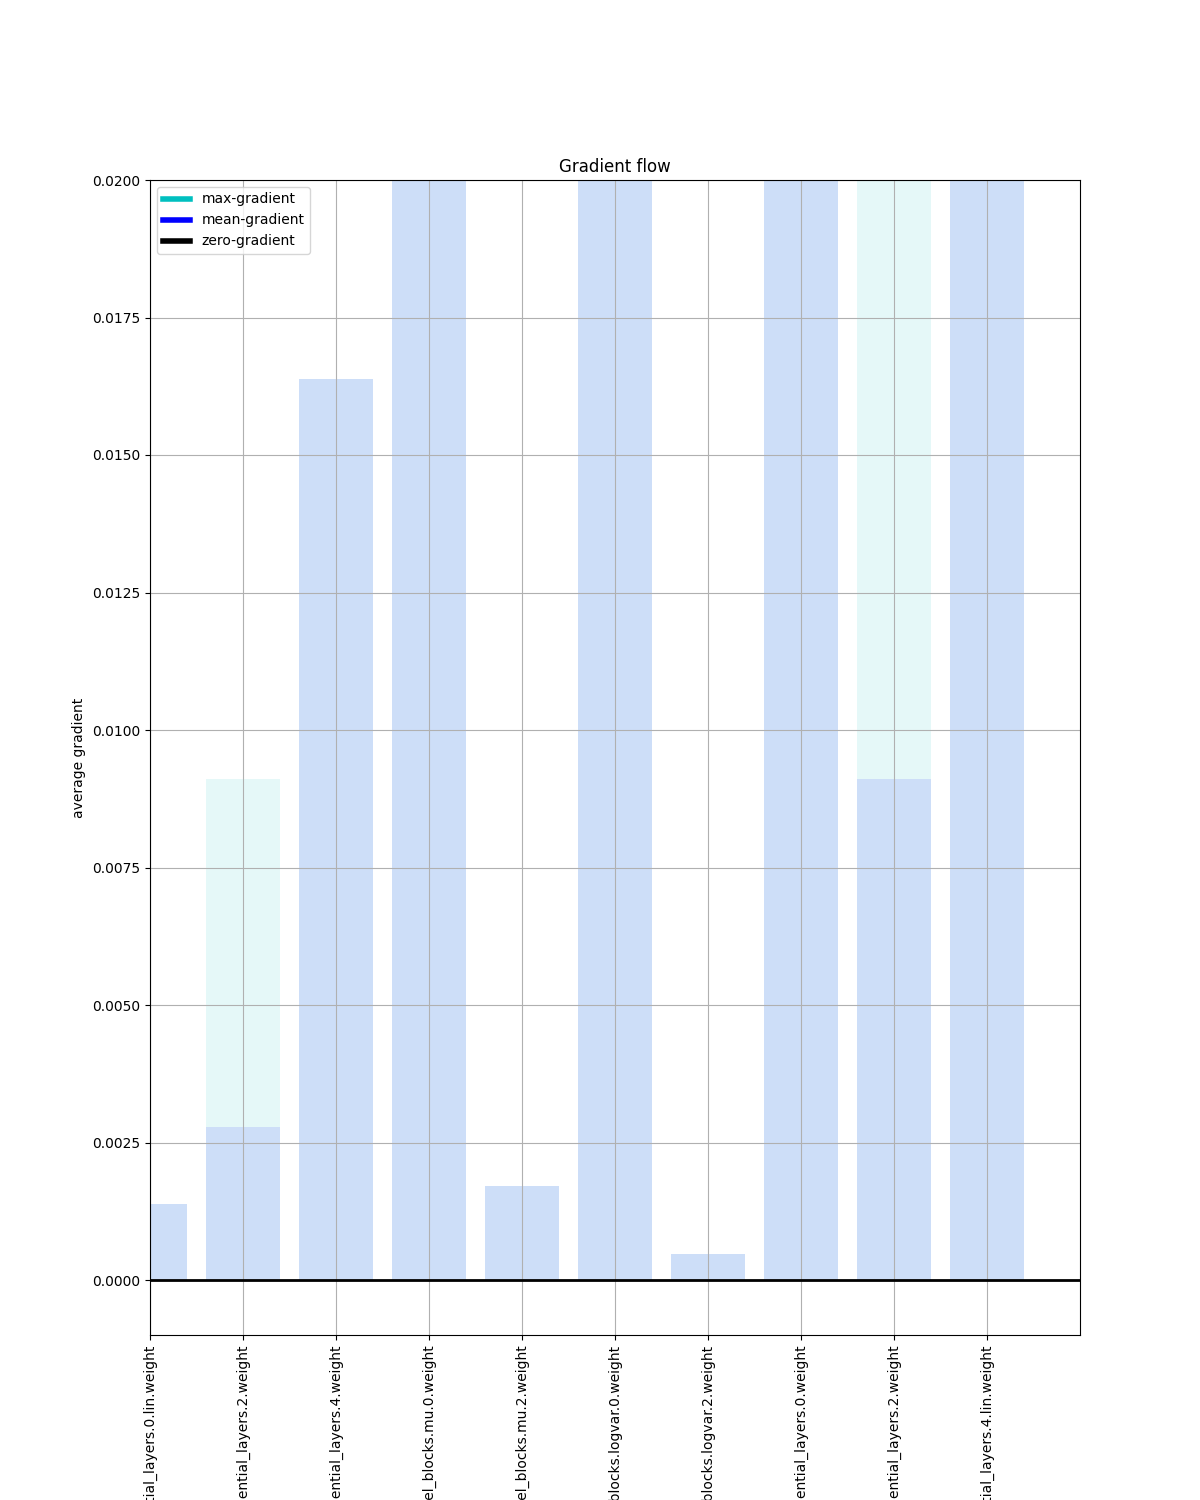 Gradient flow
max-gradient
mean-gradient
zero-gradient
0.0200
0.0175
0.0150
0.0125
0.0100
0.0075
0.0050
0.0025
0.0000
average gradient
tial_layers.0.lin.weight
ential_layers.2.weight
ential_layers.4.weight
el_blocks.mu.0.weight
el_blocks.mu.2.weight
blocks.logvar.0.weight
blocks.logvar.2.weight
ential_layers.0.weight
ential_layers.2.weight
tial_layers.4.lin.weight